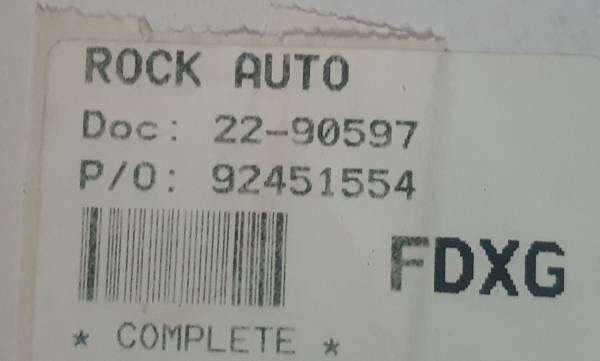 ROCK AUTO
Doc: 22-90597
P/O: 92451554
FDXG
* COMPLETE *